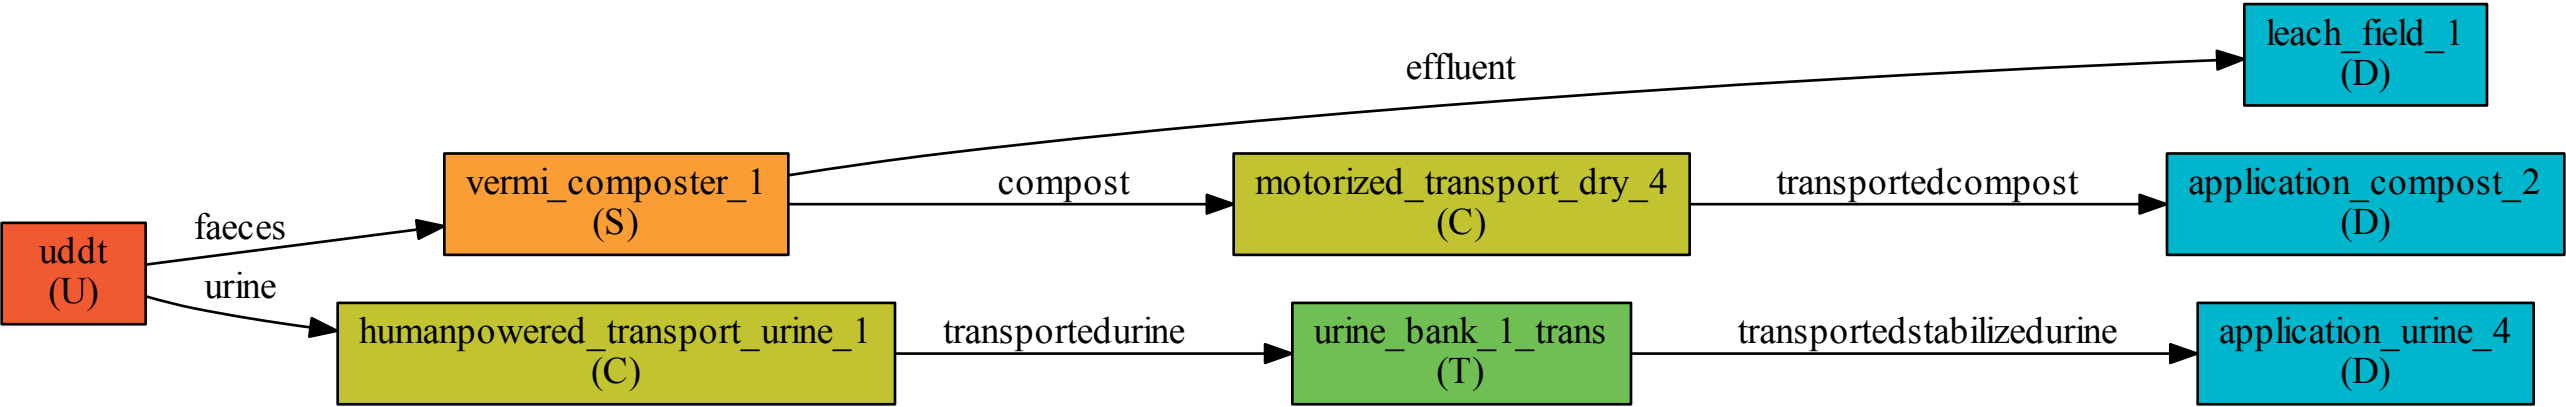 leach_field_1
(D)
effluent
vermi_composter_1
(S)
compost
motorized_transport_dry_4
(C)
transportedcompost
application_compost_2
(D)
faeces
uddt
(U)
urine
humanpowered_transport_urine_1
(C)
transportedurine
urine_bank_1_trans
(T)
transportedstabilizedurine
application_urine_4
(D)